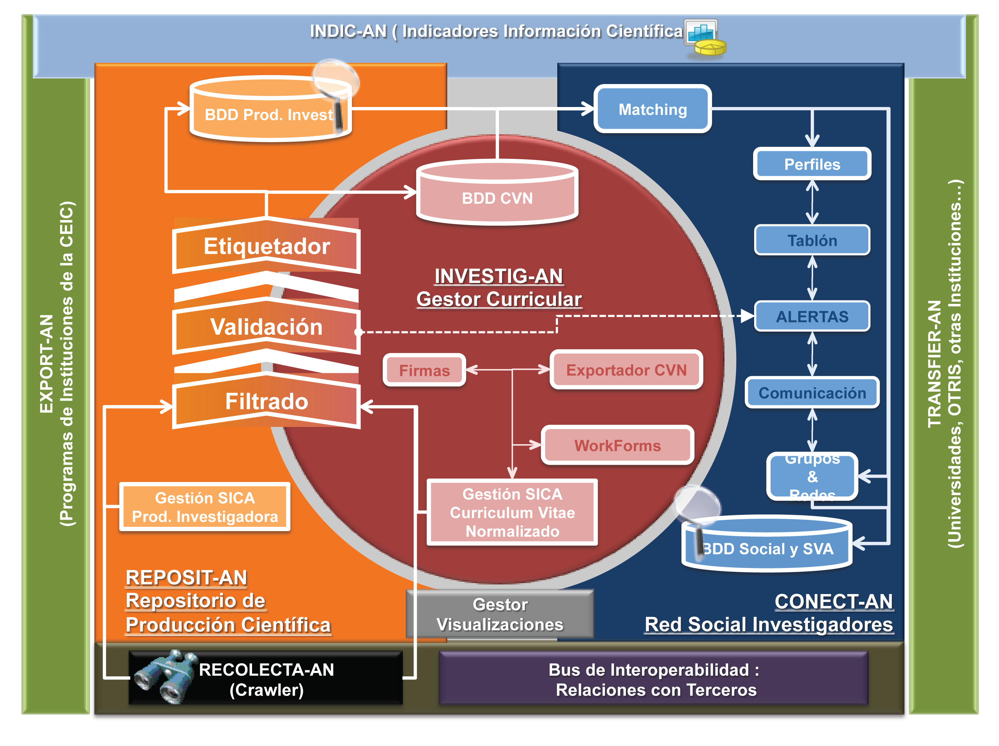 INDIC-AN ( Indicadores Información Científica
EXPORT-AN
(Programas de Instituciones de la CEIC)
BDD Prod. Invest
Matching
Perfiles
BDD CVN
Etiquetador
Tablón
INVESTIG-AN
Gestor Curricular
Validación
ALERTAS
Firmas
Exportador CVN
Filtrado
Comunicación
WorkForms
Grupos
&
Redes
Gestión SICA
Prod. Investigadora
Gestión SICA
Curriculum Vitae
Normalizado
BDD Social y SVA
REPOSIT-AN
Repositorio de
Producción Científica
Gestor
Visualizaciones
CONECT-AN
Red Social Investigadores
RECOLECTA-AN
(Crawler)
Bus de Interoperabilidad :
Relaciones con Terceros
TRANSFIER-AN
(Universidades, OTRIS, otras Instituciones…)